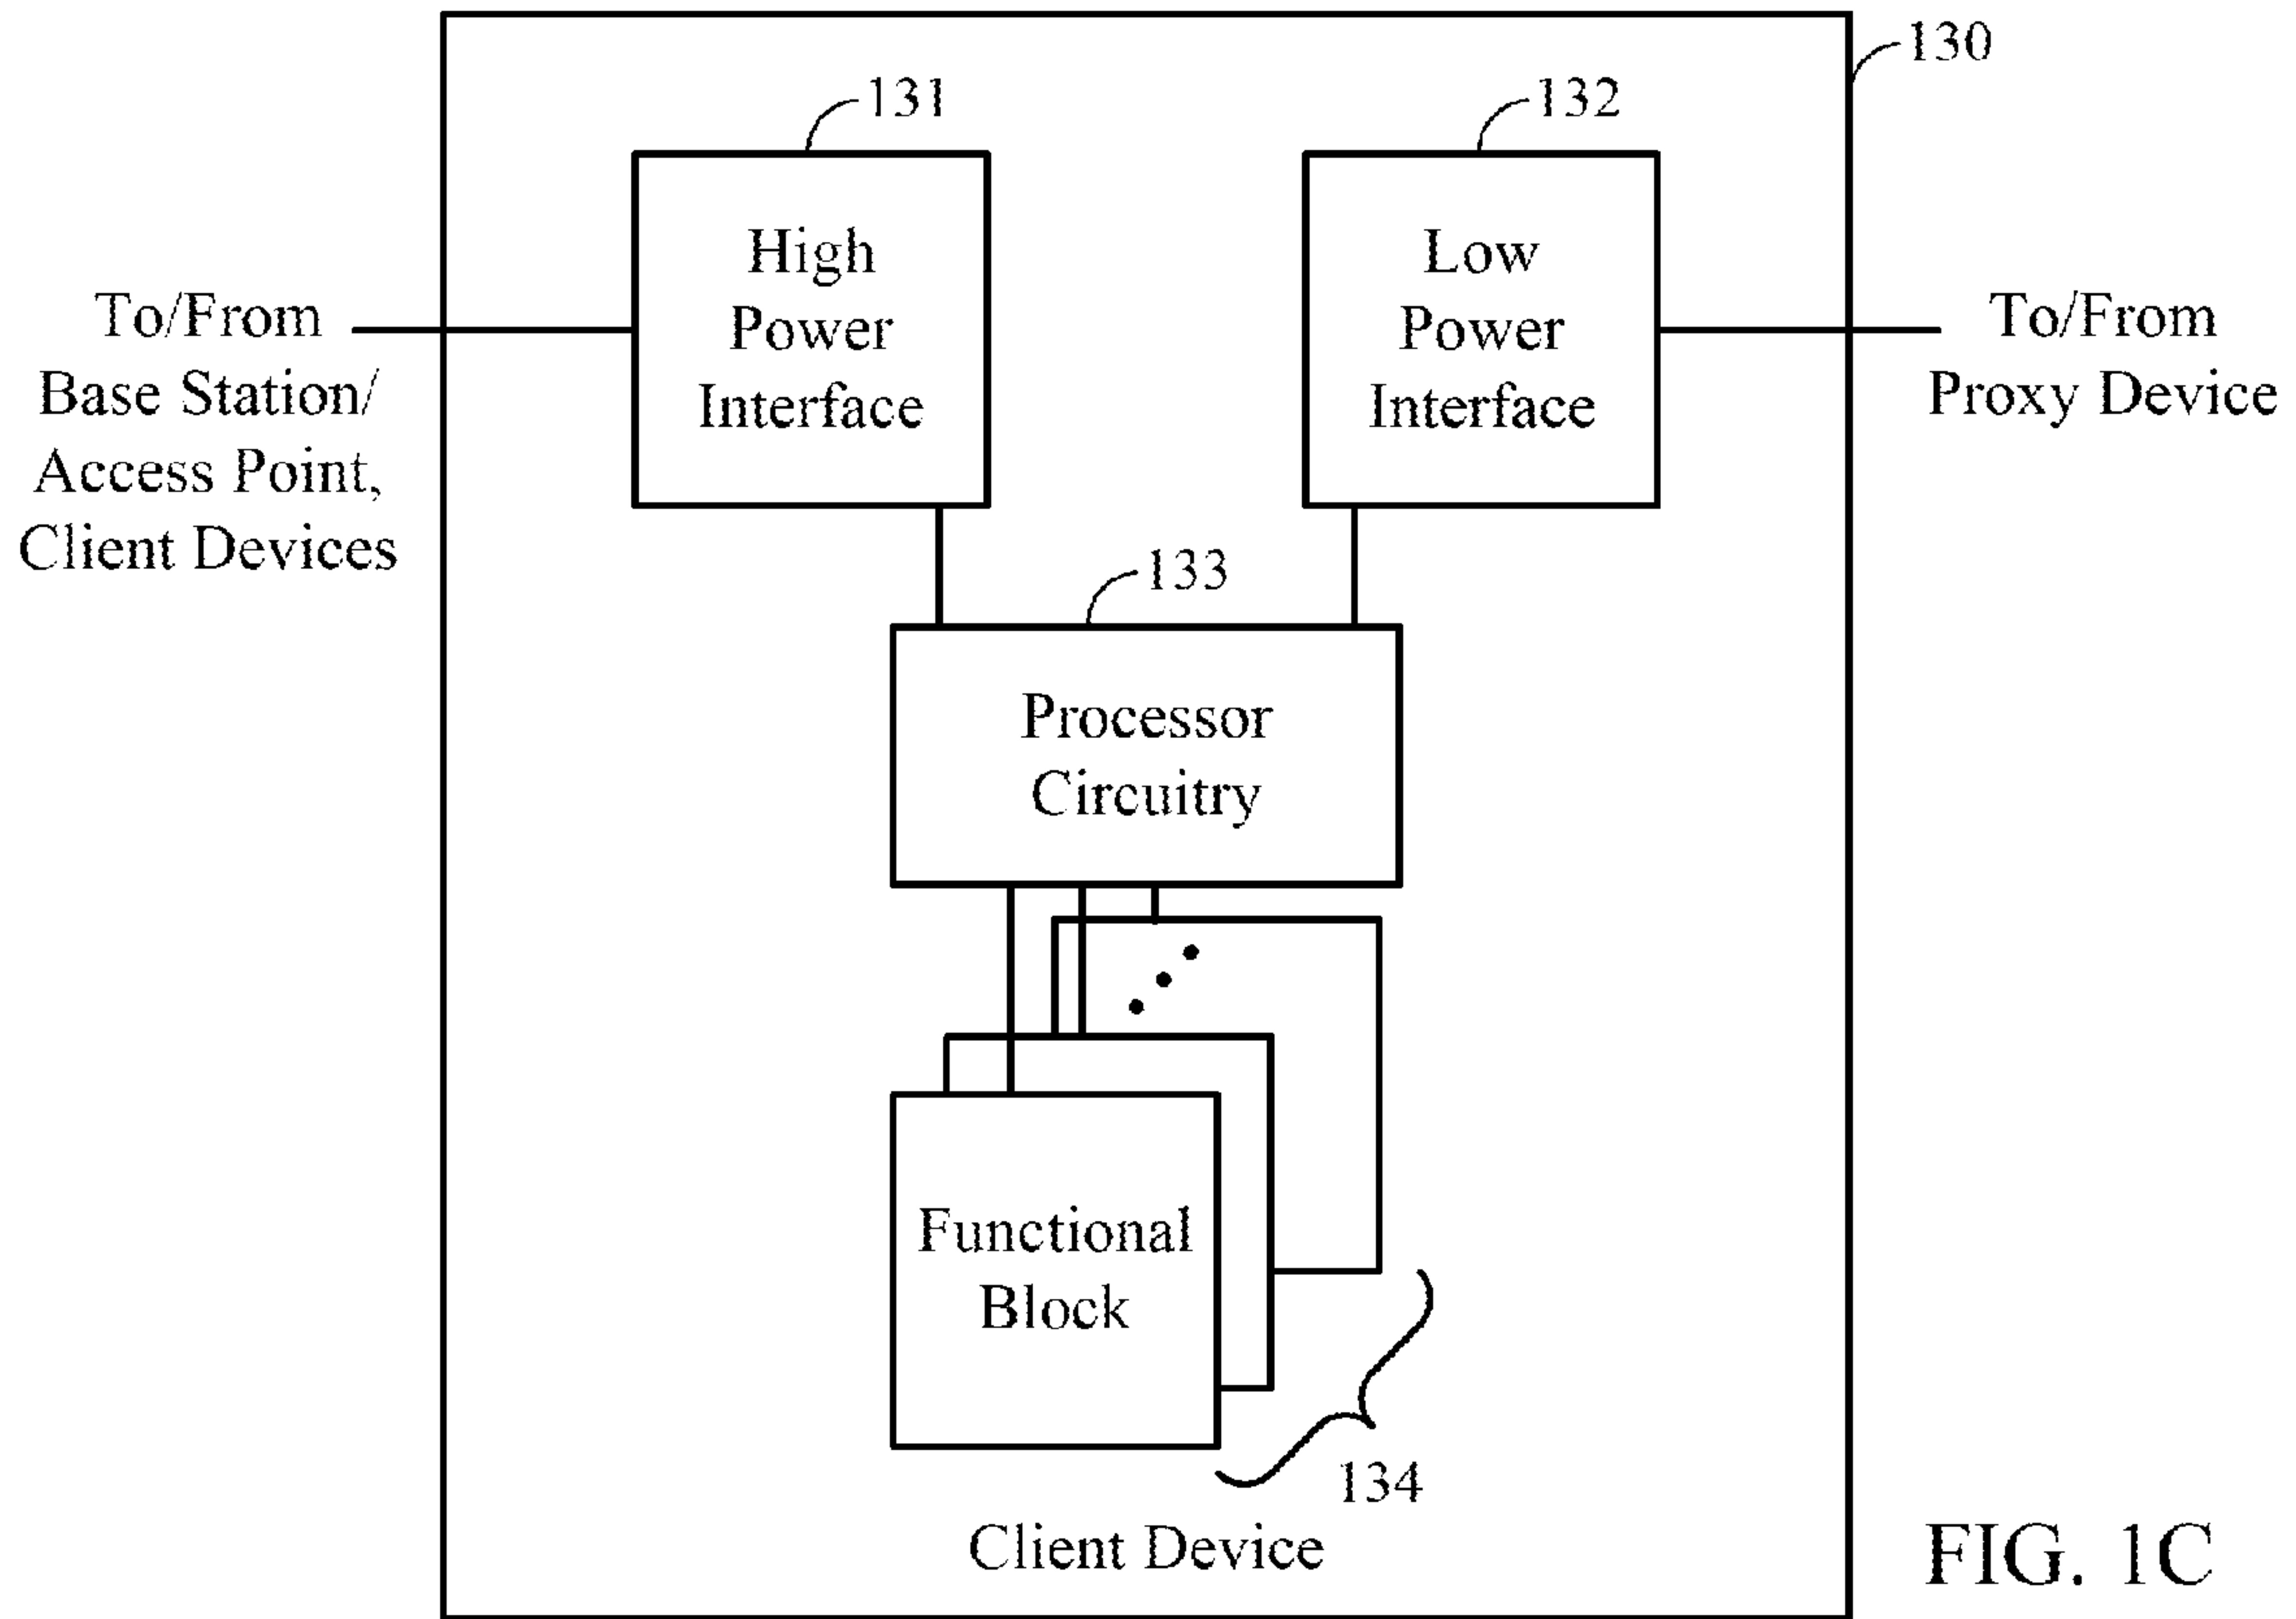 130
131
132
High
Power
Interface
Low
Power
Interface
To/From
Base Station/
Access Point,
Client Devices
To/From
Proxy Device
133
Processor
Circuitry
Functional
Block
134
Client Device
FIG. 1C